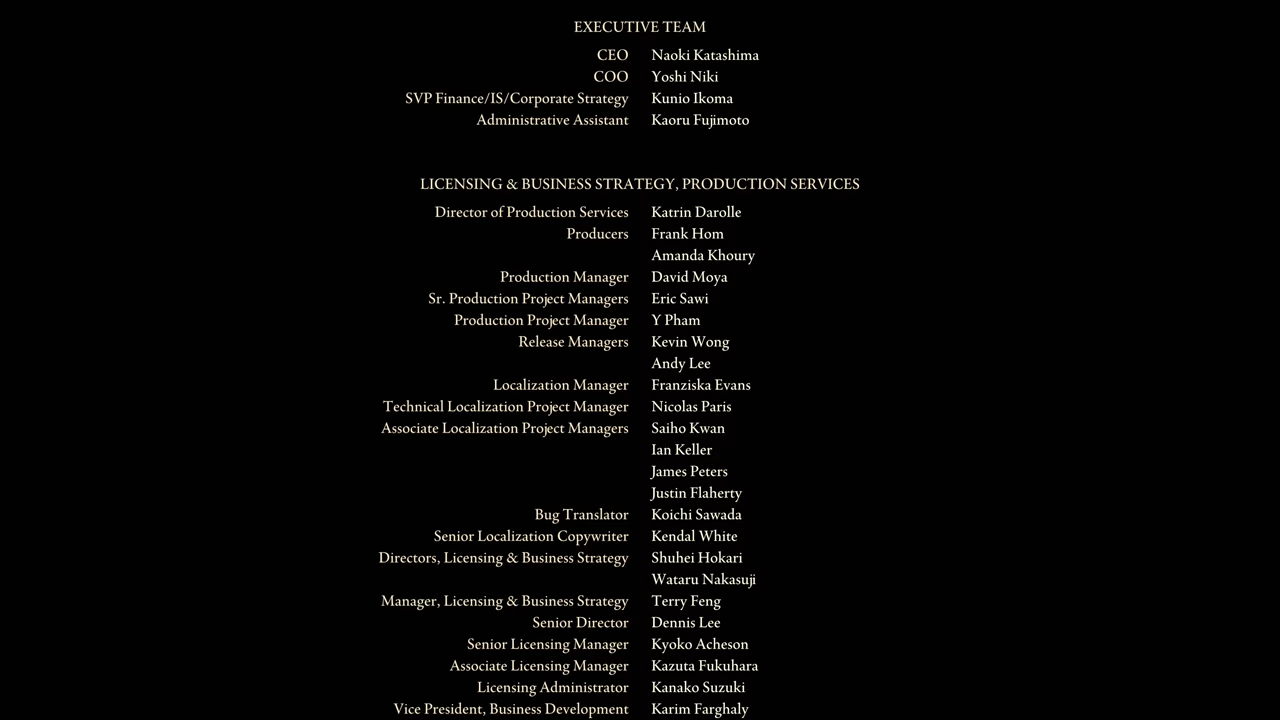 EXECUTIVE TEAM
CEO Naoki Katashima
COO Yoshi Niki
SVP Finance/IS/Corporate Strategy Kunio Ikoma
Administrative Assistant Kaoru Fujimoto
LICENSING & BUSINESS STRATEGY, PRODUCTION SERVICES
Director of Production Services Katrin Darolle
Producers Frank Hom
Amanda Khoury
Production Manager David Moya
Sr. Production Project Managers Eric Sawi
Production Project Manager Y Pham
Release Managers Kevin Wong
Andy Lee
Localization Manager Franziska Evans
Technical Localization Project Manager Nicolas Paris
Associate Localization Project Managers Saiho Kwan
Ian Keller
James Peters
Justin Flaherty
Bug Translator Koichi Sawada
Senior Localization Copywriter Kendal White
Directors, Licensing & Business Strategy Shuhei Hokari
Wataru Nakasuji
Manager, Licensing & Business Strategy Terry Feng
Senior Director Dennis Lee
Senior Licensing Manager Kyoko Acheson
Associate Licensing Manager Kazuta Fukuhara
Licensing Administrator Kanako Suzuki
Vice President, Business Development Karim Farghaly